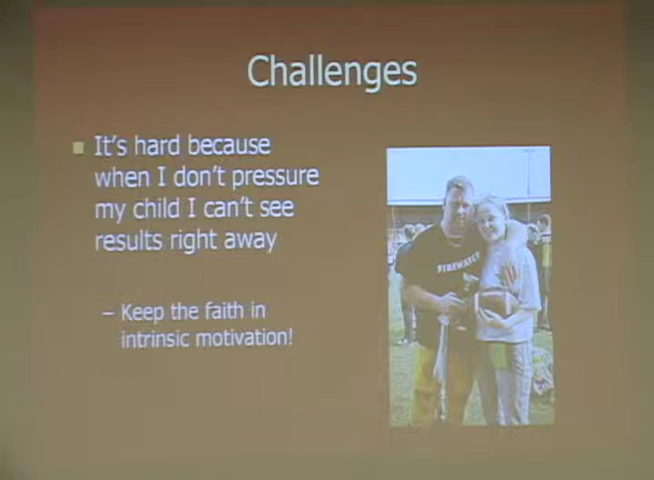 Challenges
It's hard because
when I don't pressure
my child I can't see
results right away
– Keep the faith in
intrinsic motivation!
FIREWATER